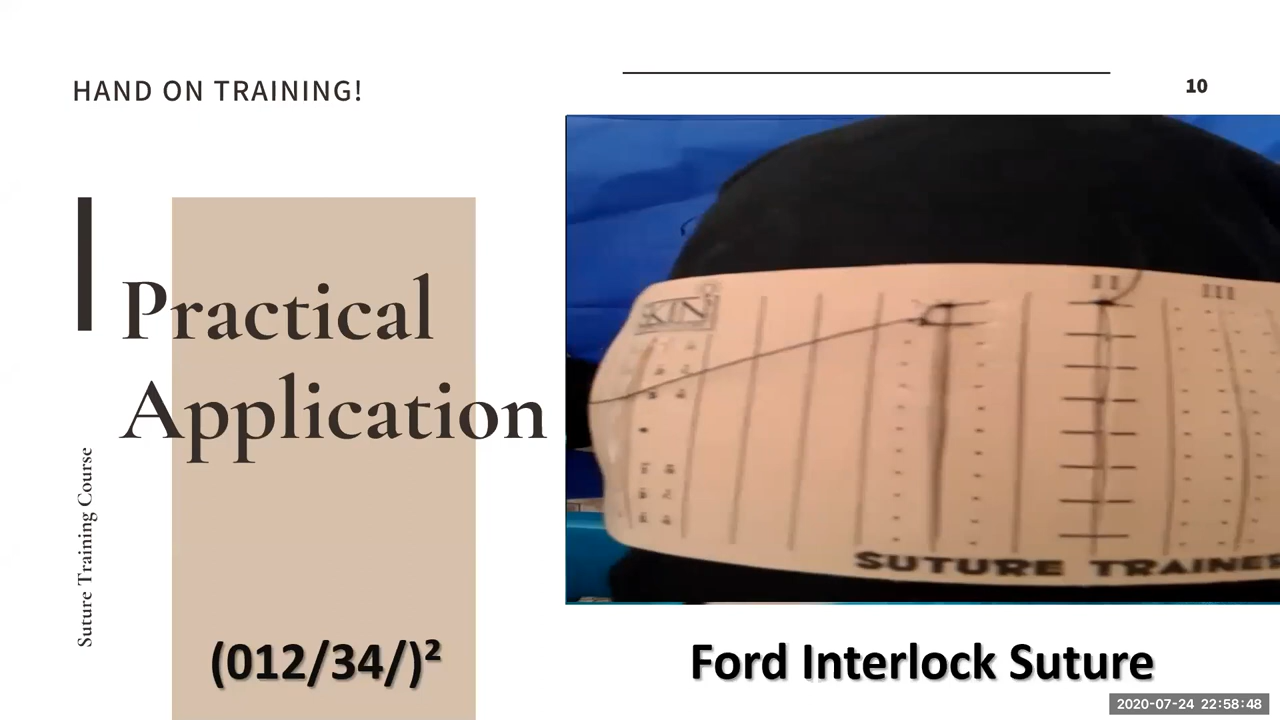 HAND ON TRAINING!
10
Practical
Application
Suture Training Course
SKIN
II
III
SUTURE TRAINER
(012/34/)²
Ford Interlock Suture
2020-07-24 22:58:48